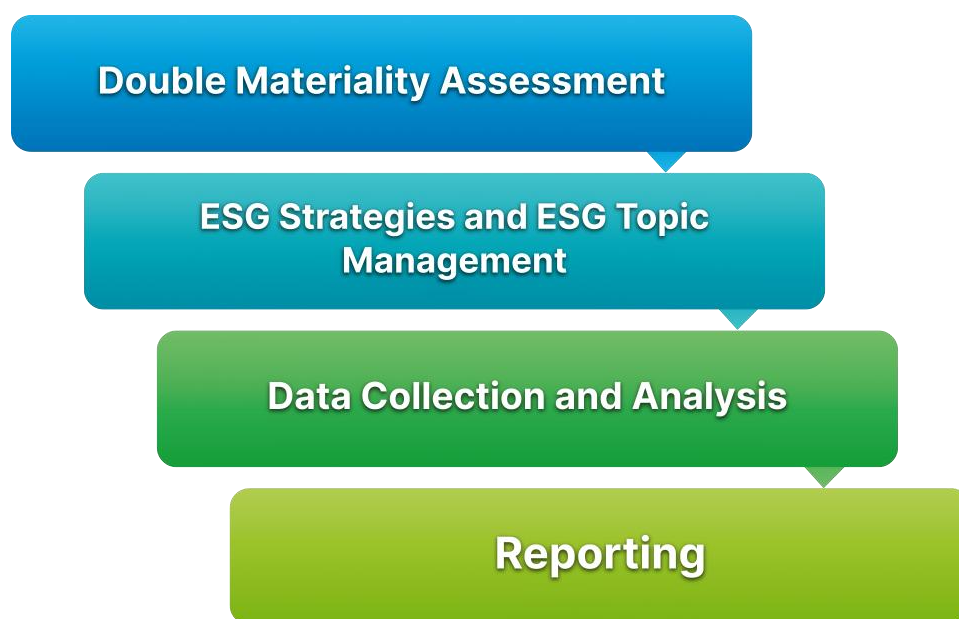 Double Materiality Assessment
ESG Strategies and ESG Topic
Management
Data Collection and Analysis
Reporting